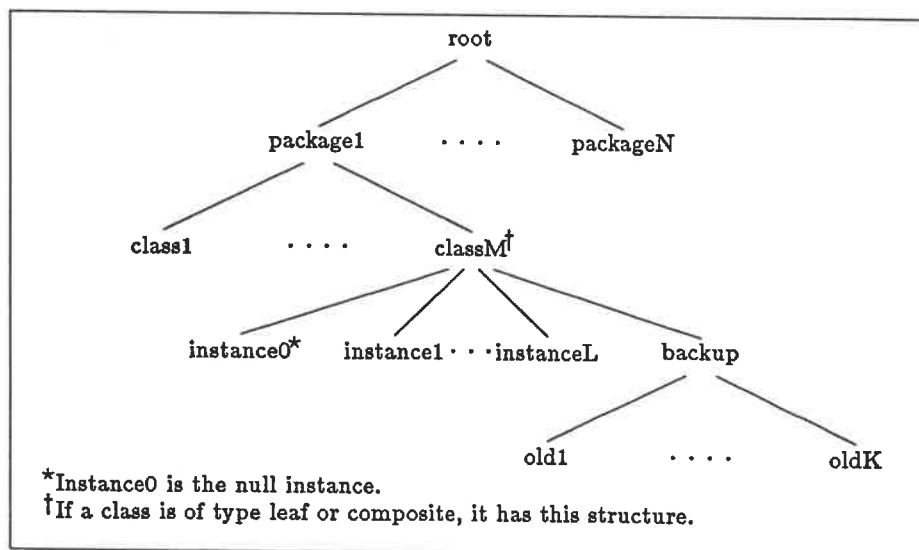 root
package1 .... packageN
class1 .... classM†
instance0* instance1 ... instanceL backup
old1 .... oldK
*Instance0 is the null instance.
†If a class is of type leaf or composite, it has this structure.